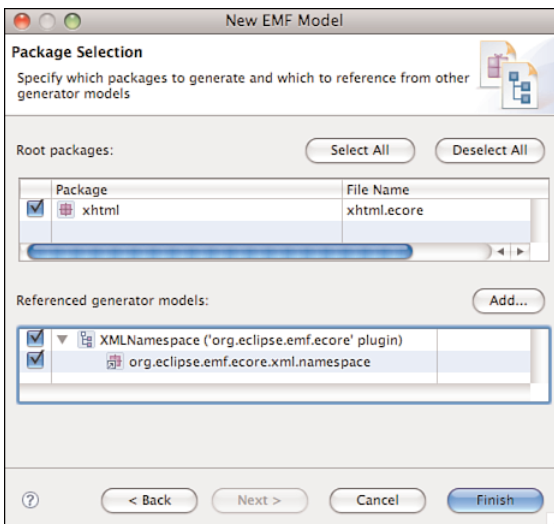 New EMF Model
Package Selection
Specify which packages to generate and which to reference from other
generator models
Root packages:
Select All
Deselect All
Package
File Name
xhtml
xhtml.ecore
Referenced generator models:
Add...
XMLNamespace ('org.eclipse.emf.ecore' plugin)
org.eclipse.emf.ecore.xml.namespace
?
< Back
Next >
Cancel
Finish